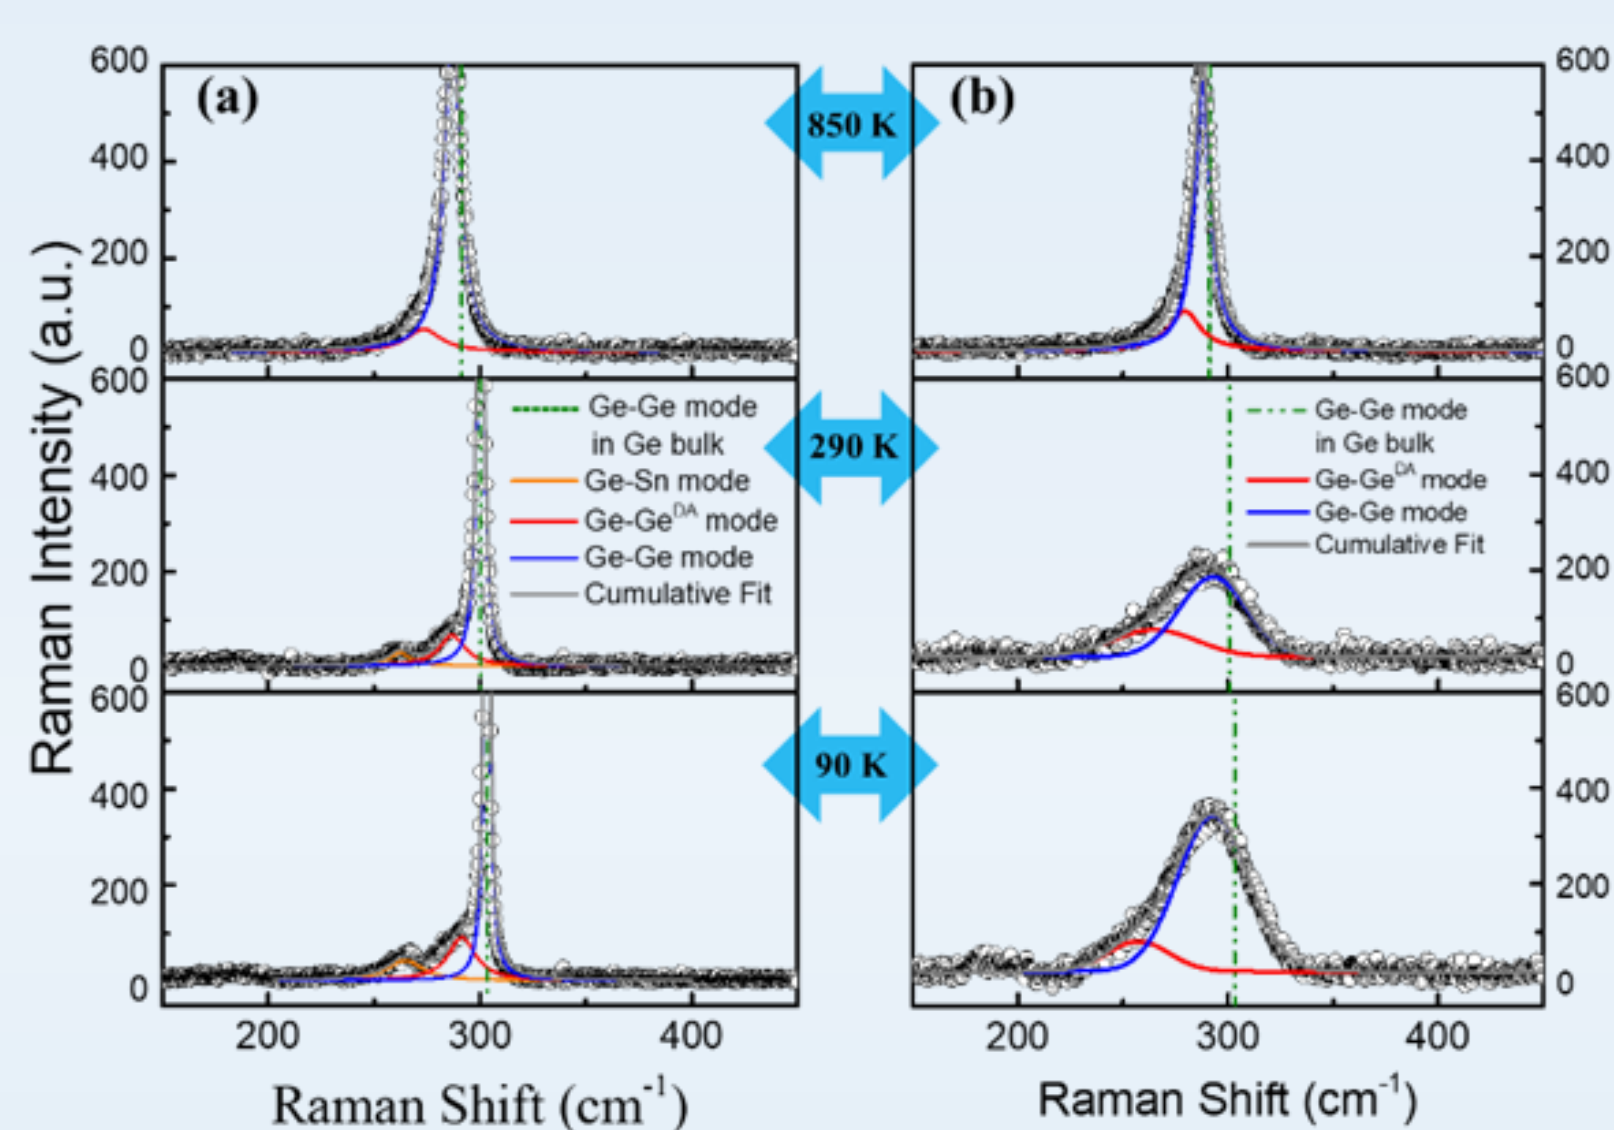 Raman Intensity (a.u.)
(a)
600
400
200
0
850 K
(b)
600
400
200
0
600
400
200
0
Ge-Ge mode
in Ge bulk
Ge-Sn mode
Ge-Ge^DA mode
Ge-Ge mode
Cumulative Fit
290 K
Ge-Ge mode
in Ge bulk
Ge-Ge^DA mode
Ge-Ge mode
Cumulative Fit
600
400
200
0
600
400
200
0
90 K
600
400
200
0
200 300 400
Raman Shift (cm^-1)
200 300 400
Raman Shift (cm^-1)